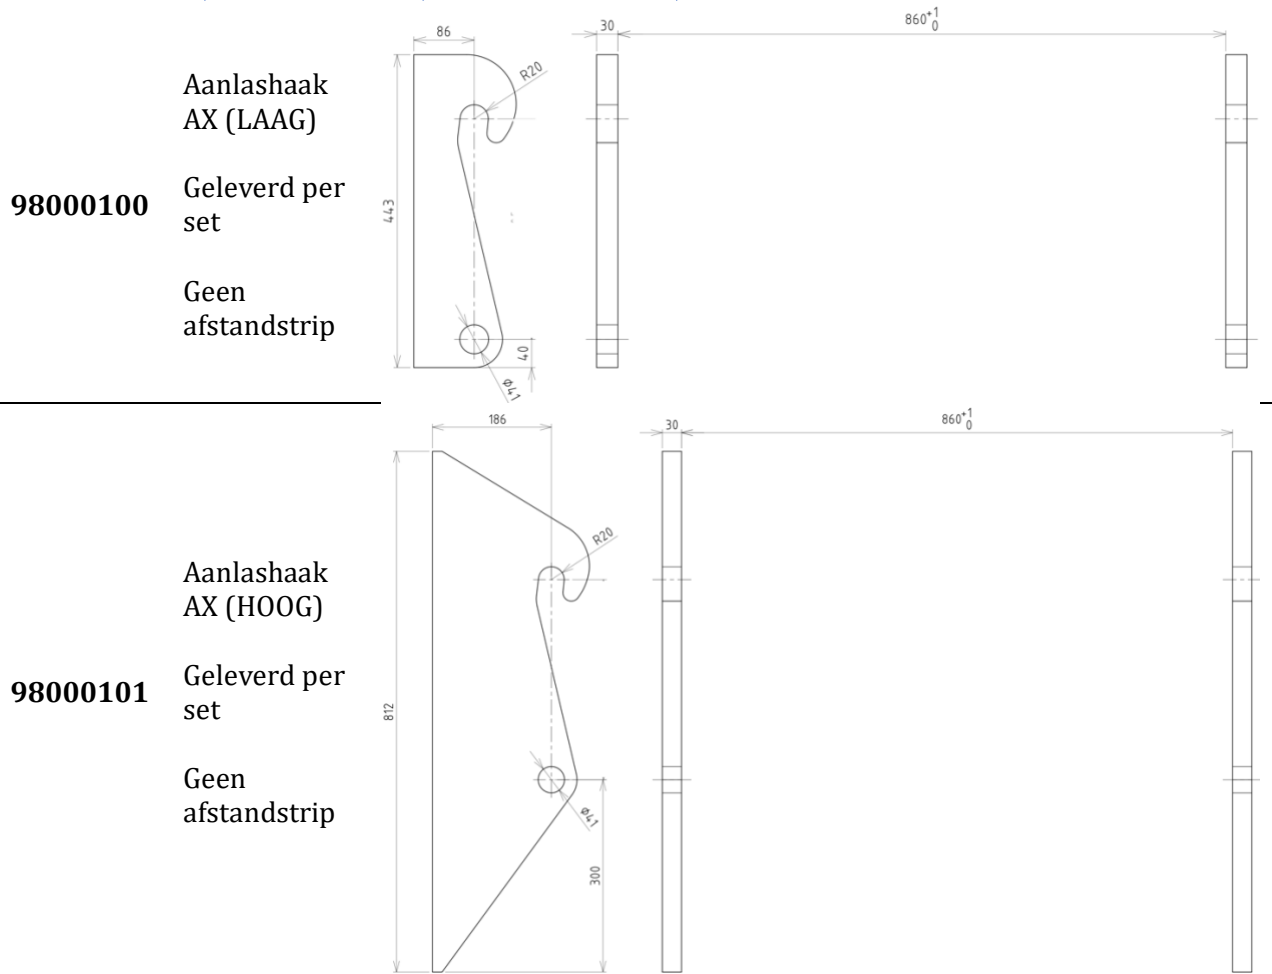 98000100
Aanlashaak
AX (LAAG)
Geleverd per
set
Geen
afstandstrip
86
R20
443
40
Ø41
30
860 +1 0
98000101
Aanlashaak
AX (HOOG)
Geleverd per
set
Geen
afstandstrip
186
R20
812
Ø41
300
30
860 +1 0